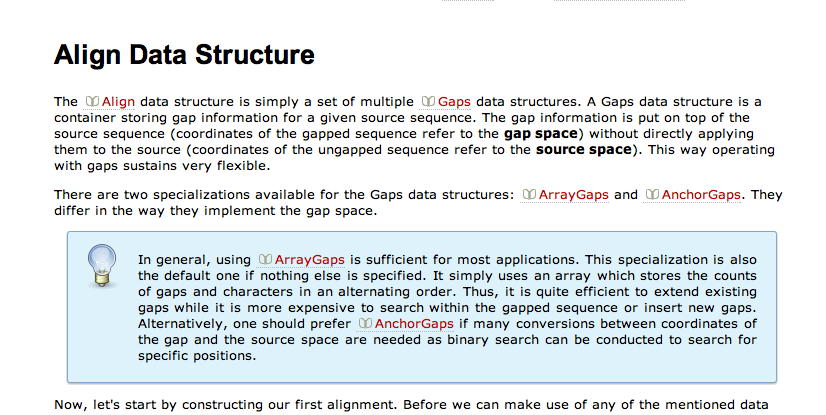 Align Data Structure
The Align data structure is simply a set of multiple Gaps data structures. A Gaps data structure is a
container storing gap information for a given source sequence. The gap information is put on top of the
source sequence (coordinates of the gapped sequence refer to the gap space) without directly applying
them to the source (coordinates of the ungapped sequence refer to the source space). This way operating
with gaps sustains very flexible.
There are two specializations available for the Gaps data structures: ArrayGaps and AnchorGaps. They
differ in the way they implement the gap space.
In general, using ArrayGaps is sufficient for most applications. This specialization is also
the default one if nothing else is specified. It simply uses an array which stores the counts
of gaps and characters in an alternating order. Thus, it is quite efficient to extend existing
gaps while it is more expensive to search within the gapped sequence or insert new gaps.
Alternatively, one should prefer AnchorGaps if many conversions between coordinates of
the gap and the source space are needed as binary search can be conducted to search for
specific positions.
Now, let's start by constructing our first alignment. Before we can make use of any of the mentioned data